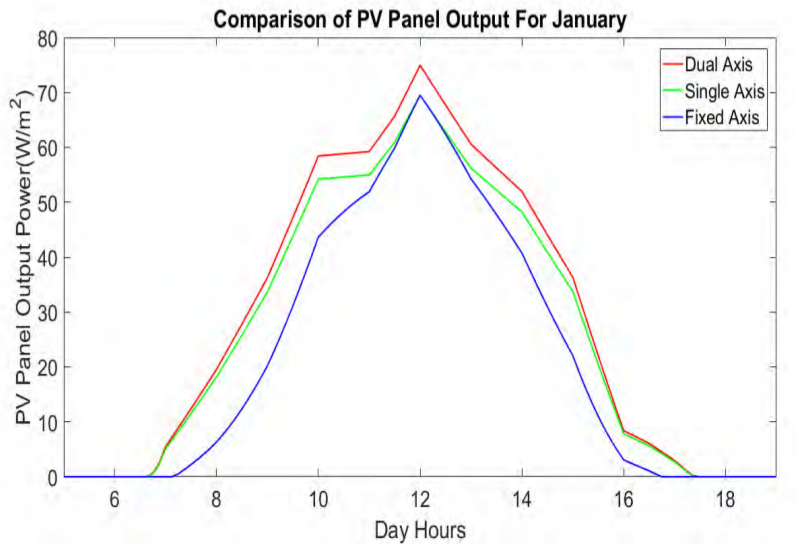 Comparison of PV Panel Output For January
PV Panel Output Power(W/m²)
80
70
60
50
40
30
20
10
0
Dual Axis
Single Axis
Fixed Axis
6 8 10 12 14 16 18
Day Hours